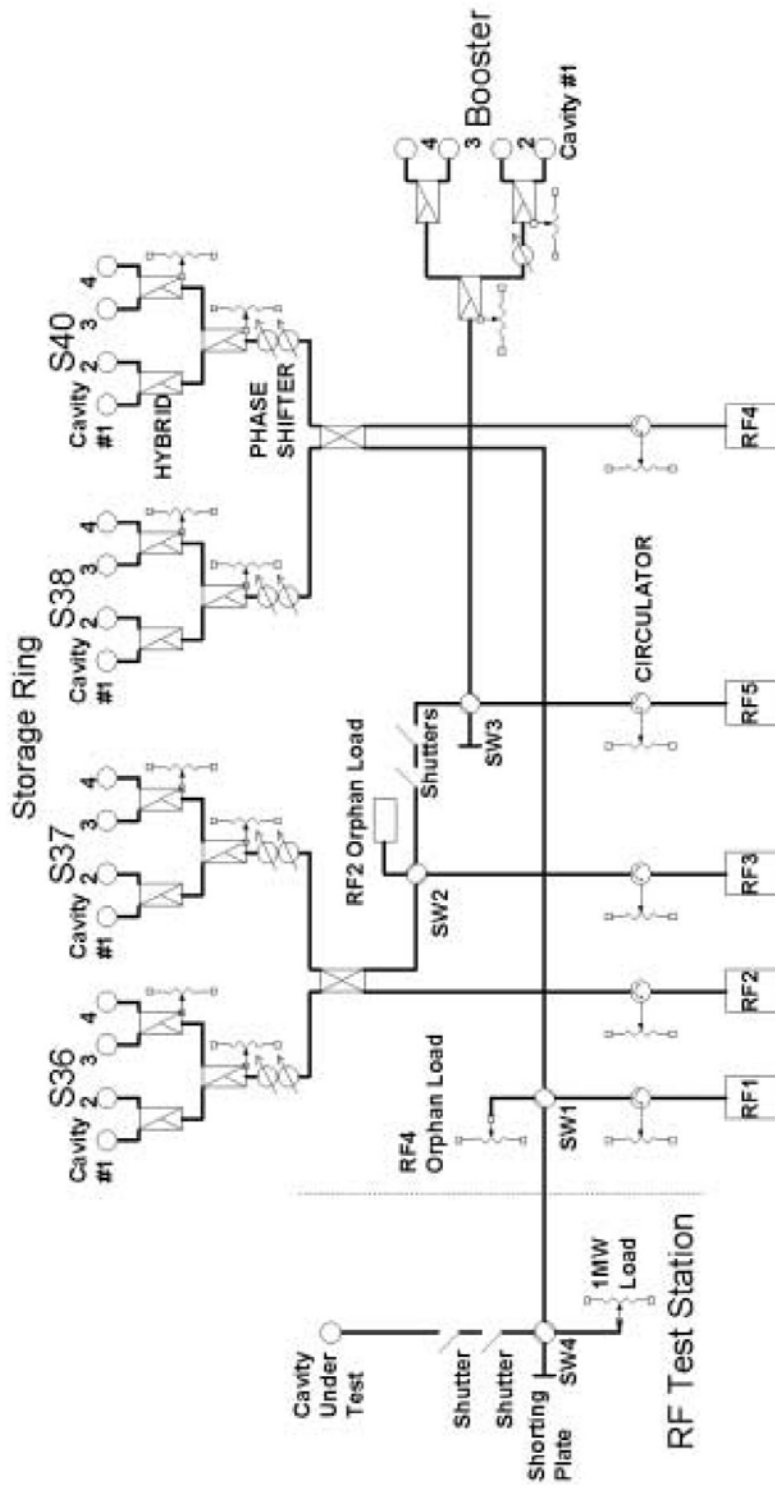 Storage Ring
S36
Cavity
#1
2
3
4
S37
Cavity
#1
2
3
4
S38
Cavity
#1
2
3
4
S40
Cavity
#1
2
3
4
HYBRID
PHASE
SHIFTER
Booster
4
3
2
Cavity #1
Cavity
Under
Test
Shutter
Shutter
Shorting
Plate
SW4
1MW
Load
RF Test Station
RF4
Orphan Load
SW1
RF2 Orphan Load
SW2
Shutters
SW3
CIRCULATOR
RF1
RF2
RF3
RF5
RF4